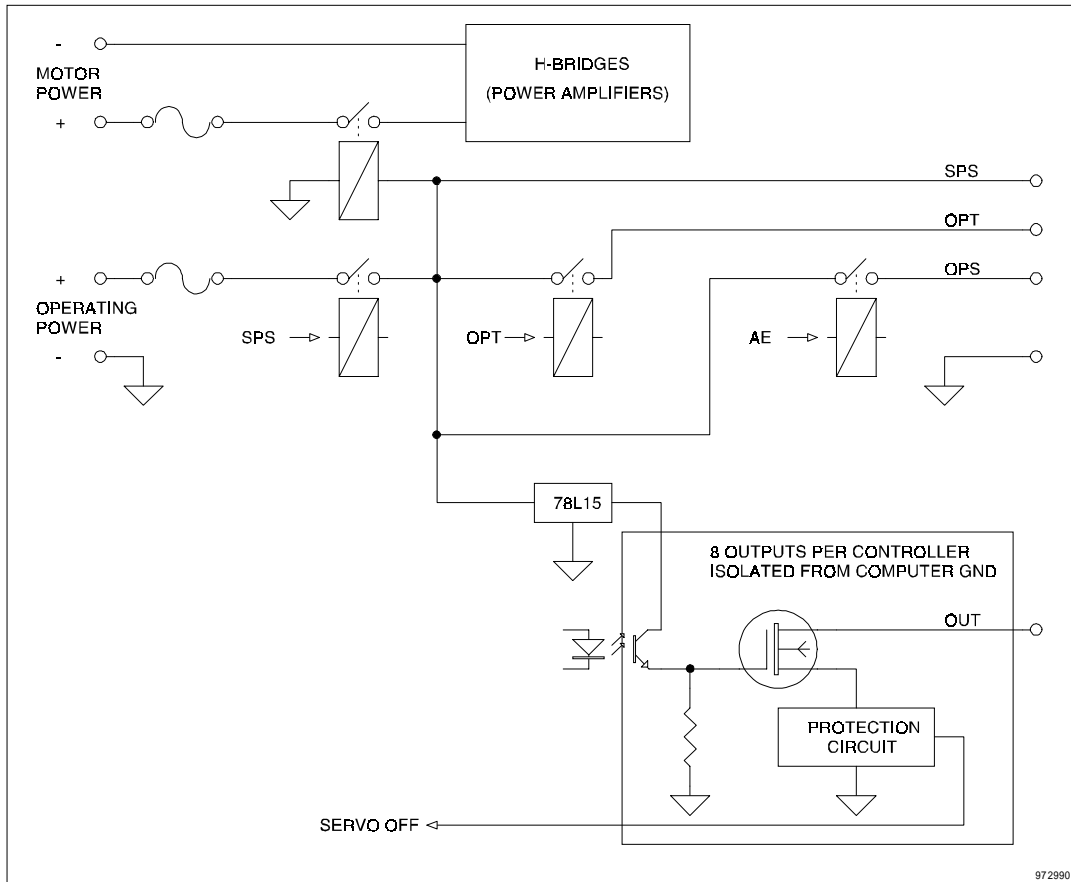 -
MOTOR
POWER
+
H-BRIDGES
(POWER AMPLIFIERS)
SPS
OPT
OPS
+
OPERATING
POWER
-
SPS
OPT
AE
78L15
8 OUTPUTS PER CONTROLLER
ISOLATED FROM COMPUTER GND
OUT
PROTECTION
CIRCUIT
SERVO OFF
972990